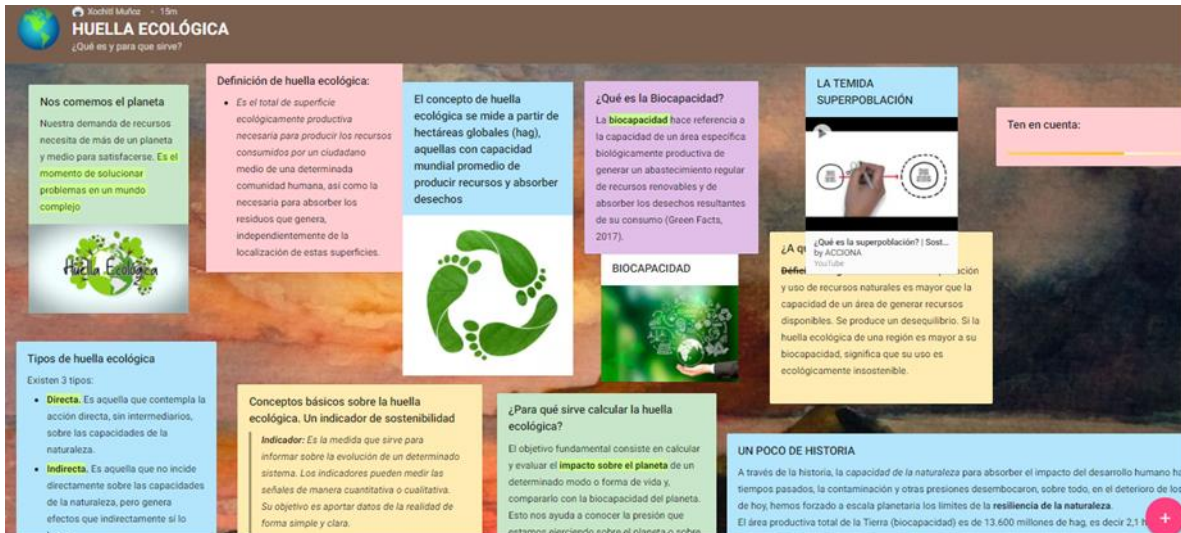 Xochitl Muñoz • 15m
HUELLA ECOLÓGICA
¿Qué es y para que sirve?
Nos comemos el planeta
Nuestra demanda de recursos
necesita de más de un planeta
y medio para satisfacerse. Es el
momento de solucionar
problemas en un mundo
complejo
Huella Ecológica
Definición de huella ecológica:
• Es el total de superficie
ecológicamente productiva
necesaria para producir los recursos
consumidos por un ciudadano
medio de una determinada
comunidad humana, así como la
necesaria para absorber los
residuos que genera,
independientemente de la
localización de estas superficies.
El concepto de huella
ecológica se mide a partir de
hectáreas globales (hag),
aquellas con capacidad
mundial promedio de
producir recursos y absorber
desechos
¿Qué es la Biocapacidad?
La biocapacidad hace referencia a
la capacidad de un área específica
biológicamente productiva de
generar un abastecimiento regular
de recursos renovables y de
absorber los desechos resultantes
de su consumo (Green Facts,
2017).
BIOCAPACIDAD
LA TEMIDA
SUPERPOBLACIÓN
¿Qué es la superpoblación? | Sost...
by ACCIONA
YouTube
¿A qu
y uso de recursos naturales es mayor que la
capacidad de un área de generar recursos
disponibles. Se produce un desequilibrio. Si la
huella ecológica de una región es mayor a su
biocapacidad, significa que su uso es
ecológicamente insostenible.
Ten en cuenta:
Tipos de huella ecológica
Existen 3 tipos:
• Directa. Es aquella que contempla la
acción directa, sin intermediarios,
sobre las capacidades de la
naturaleza.
• Indirecta. Es aquella que no incide
directamente sobre las capacidades
de la naturaleza, pero genera
efectos que indirectamente sí lo
Conceptos básicos sobre la huella
ecológica. Un indicador de sostenibilidad
Indicador: Es la medida que sirve para
informar sobre la evolución de un determinado
sistema. Los indicadores pueden medir las
señales de manera cuantitativa o cualitativa.
Su objetivo es aportar datos de la realidad de
forma simple y clara.
¿Para qué sirve calcular la huella
ecológica?
El objetivo fundamental consiste en calcular
y evaluar el impacto sobre el planeta de un
determinado modo o forma de vida y,
compararlo con la biocapacidad del planeta.
Esto nos ayuda a conocer la presión que
estamos ejerciendo sobre el planeta o sobre
UN POCO DE HISTORIA
A través de la historia, la capacidad de la naturaleza para absorber el impacto del desarrollo humano ha
tiempos pasados, la contaminación y otras presiones desembocaron, sobre todo, en el deterioro de los
de hoy, hemos forzado a escala planetaria los límites de la resiliencia de la naturaleza.
El área productiva total de la Tierra (biocapacidad) es de 13.600 millones de hag, es decir 2,1 h